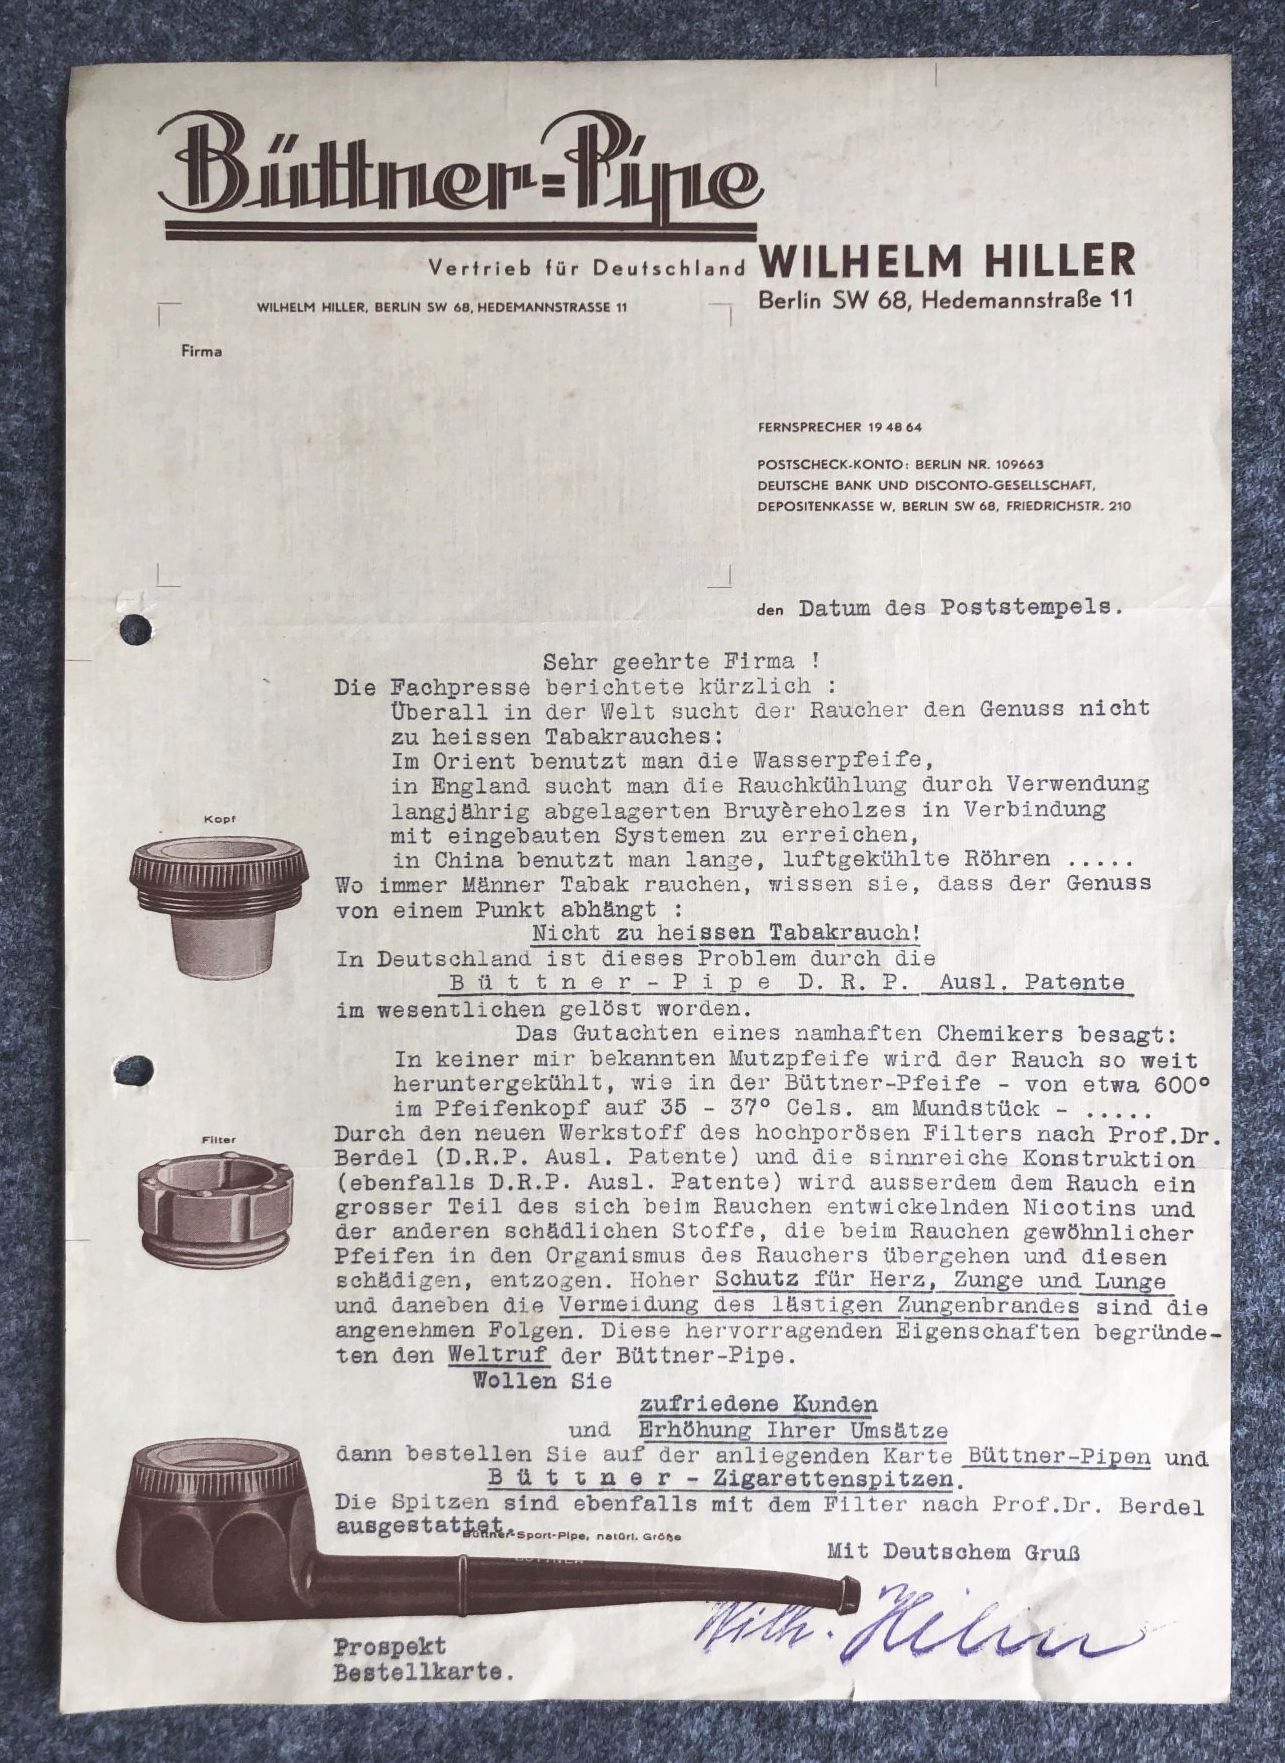 Büttner=Pipe
Vertrieb für Deutschland WILHELM HILLER
Berlin SW 68, Hedemannstraße 11
WILHELM HILLER, BERLIN SW 68, HEDEMANNSTRASSE 11
Firma
FERNSPRECHER 19 48 64
POSTSCHECK-KONTO: BERLIN NR. 109663
DEUTSCHE BANK UND DISCONTO-GESELLSCHAFT,
DEPOSITENKASSE W, BERLIN SW 68, FRIEDRICHSTR. 210
den Datum des Poststempels.
Sehr geehrte Firma !
Die Fachpresse berichtete kürzlich :
Überall in der Welt sucht der Raucher den Genuss nicht
zu heissen Tabakrauches:
Im Orient benutzt man die Wasserpfeife,
in England sucht man die Rauchkühlung durch Verwendung
langjährig abgelagerten Bruyèreholzes in Verbindung
mit eingebauten Systemen zu erreichen,
in China benutzt man lange, luftgekühlte Röhren .....
Wo immer Männer Tabak rauchen, wissen sie, dass der Genuss
von einem Punkt abhängt :
Nicht zu heissen Tabakrauch!
In Deutschland ist dieses Problem durch die
B ü t t n e r - P i p e D. R. P. Ausl. Patente
im wesentlichen gelöst worden.
Das Gutachten eines namhaften Chemikers besagt:
In keiner mir bekannten Mutzpfeife wird der Rauch so weit
heruntergekühlt, wie in der Büttner-Pfeife - von etwa 600°
im Pfeifenkopf auf 35 - 37° Cels. am Mundstück - .....
Durch den neuen Werkstoff des hochporösen Filters nach Prof.Dr.
Berdel (D.R.P. Ausl. Patente) und die sinnreiche Konstruktion
(ebenfalls D.R.P. Ausl. Patente) wird ausserdem dem Rauch ein
grosser Teil des sich beim Rauchen entwickelnden Nicotins und
der anderen schädlichen Stoffe, die beim Rauchen gewöhnlicher
Pfeifen in den Organismus des Rauchers übergehen und diesen
schädigen, entzogen. Hoher Schutz für Herz, Zunge und Lunge
und daneben die Vermeidung des lästigen Zungenbrandes sind die
angenehmen Folgen. Diese hervorragenden Eigenschaften begründe-
ten den Weltruf der Büttner-Pipe.
Wollen Sie
zufriedene Kunden
und Erhöhung Ihrer Umsätze
dann bestellen Sie auf der anliegenden Karte Büttner-Pipen und
B ü t t n e r - Zigarettenspitzen.
Die Spitzen sind ebenfalls mit dem Filter nach Prof.Dr. Berdel
ausgestattet.
Mit Deutschem Gruß
Wilh. Hiller
Kopf
Filter
Büttner-Sport-Pipe, natürl. Größe
BÜTTNER
Prospekt
Bestellkarte.